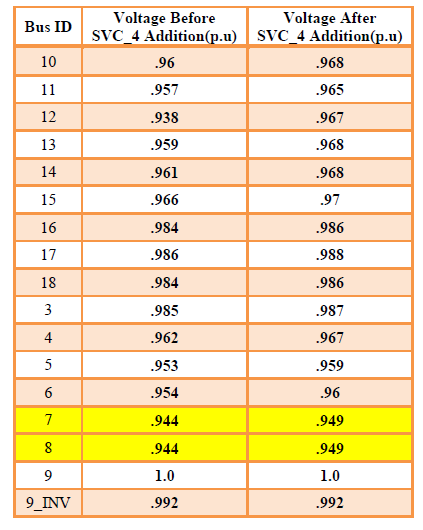 Bus ID Voltage Before SVC_4 Addition(p.u) Voltage After SVC_4 Addition(p.u)
10 .96 .968
11 .957 .965
12 .938 .967
13 .959 .968
14 .961 .968
15 .966 .97
16 .984 .986
17 .986 .988
18 .984 .986
3 .985 .987
4 .962 .967
5 .953 .959
6 .954 .96
7 .944 .949
8 .944 .949
9 1.0 1.0
9_INV .992 .992